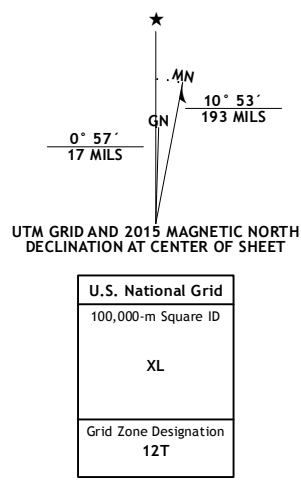 ★
MN
GN
10° 53´
193 MILS
0° 57´
17 MILS
UTM GRID AND 2015 MAGNETIC NORTH
DECLINATION AT CENTER OF SHEET
U.S. National Grid
100,000-m Square ID
XL
Grid Zone Designation
12T